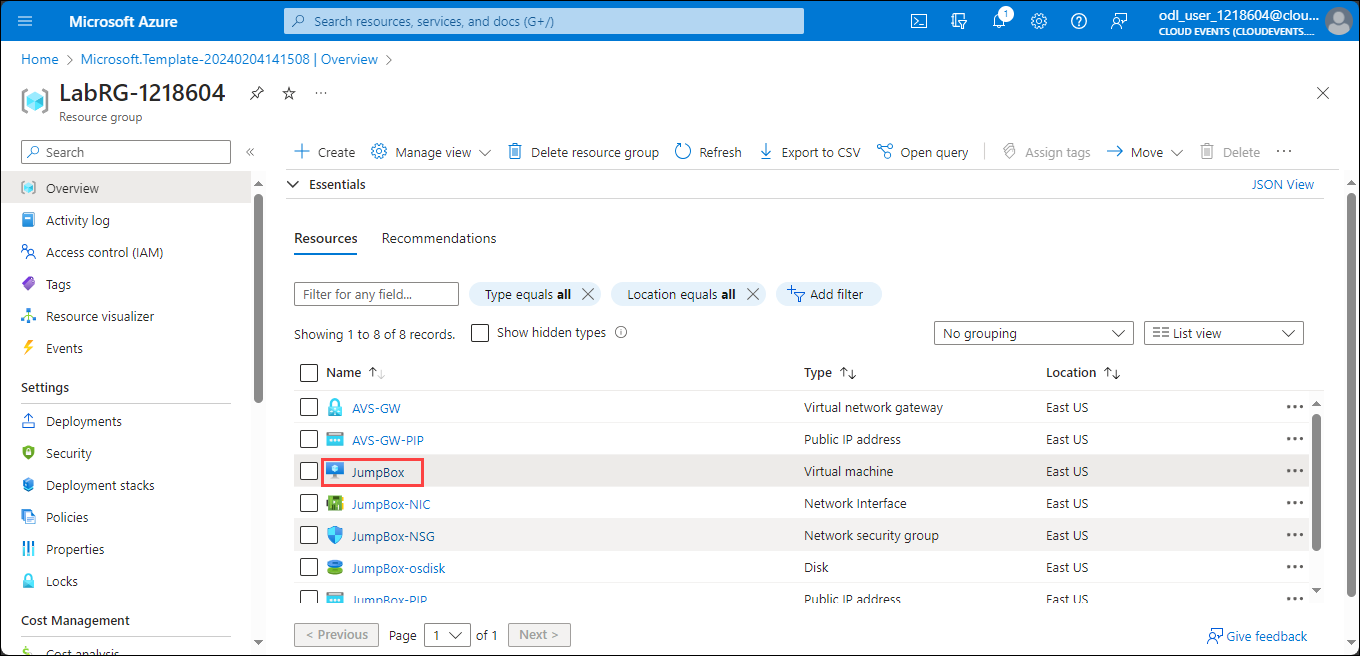 Microsoft Azure
Search resources, services, and docs (G+/)
1
odl_user_1218604@clou...
CLOUD EVENTS (CLOUDEVENTS....
Home > Microsoft.Template-20240204141508 | Overview >
LabRG-1218604
...
Resource group
Search
«
Create
Manage view
Delete resource group
Refresh
Export to CSV
Open query
Assign tags
Move
Delete
...
Overview
Activity log
Access control (IAM)
Tags
Resource visualizer
Events
Settings
Deployments
Security
Deployment stacks
Policies
Properties
Locks
Cost Management
Cost analysis
Essentials
JSON View
Resources
Recommendations
Filter for any field...
Type equals all
Location equals all
Add filter
Showing 1 to 8 of 8 records.
Show hidden types
No grouping
List view
Name Type Location
AVS-GW Virtual network gateway East US
AVS-GW-PIP Public IP address East US
JumpBox Virtual machine East US
JumpBox-NIC Network Interface East US
JumpBox-NSG Network security group East US
JumpBox-osdisk Disk East US
JumpBox-PIP Public IP address East US
< Previous Page 1 of 1 Next >
Give feedback